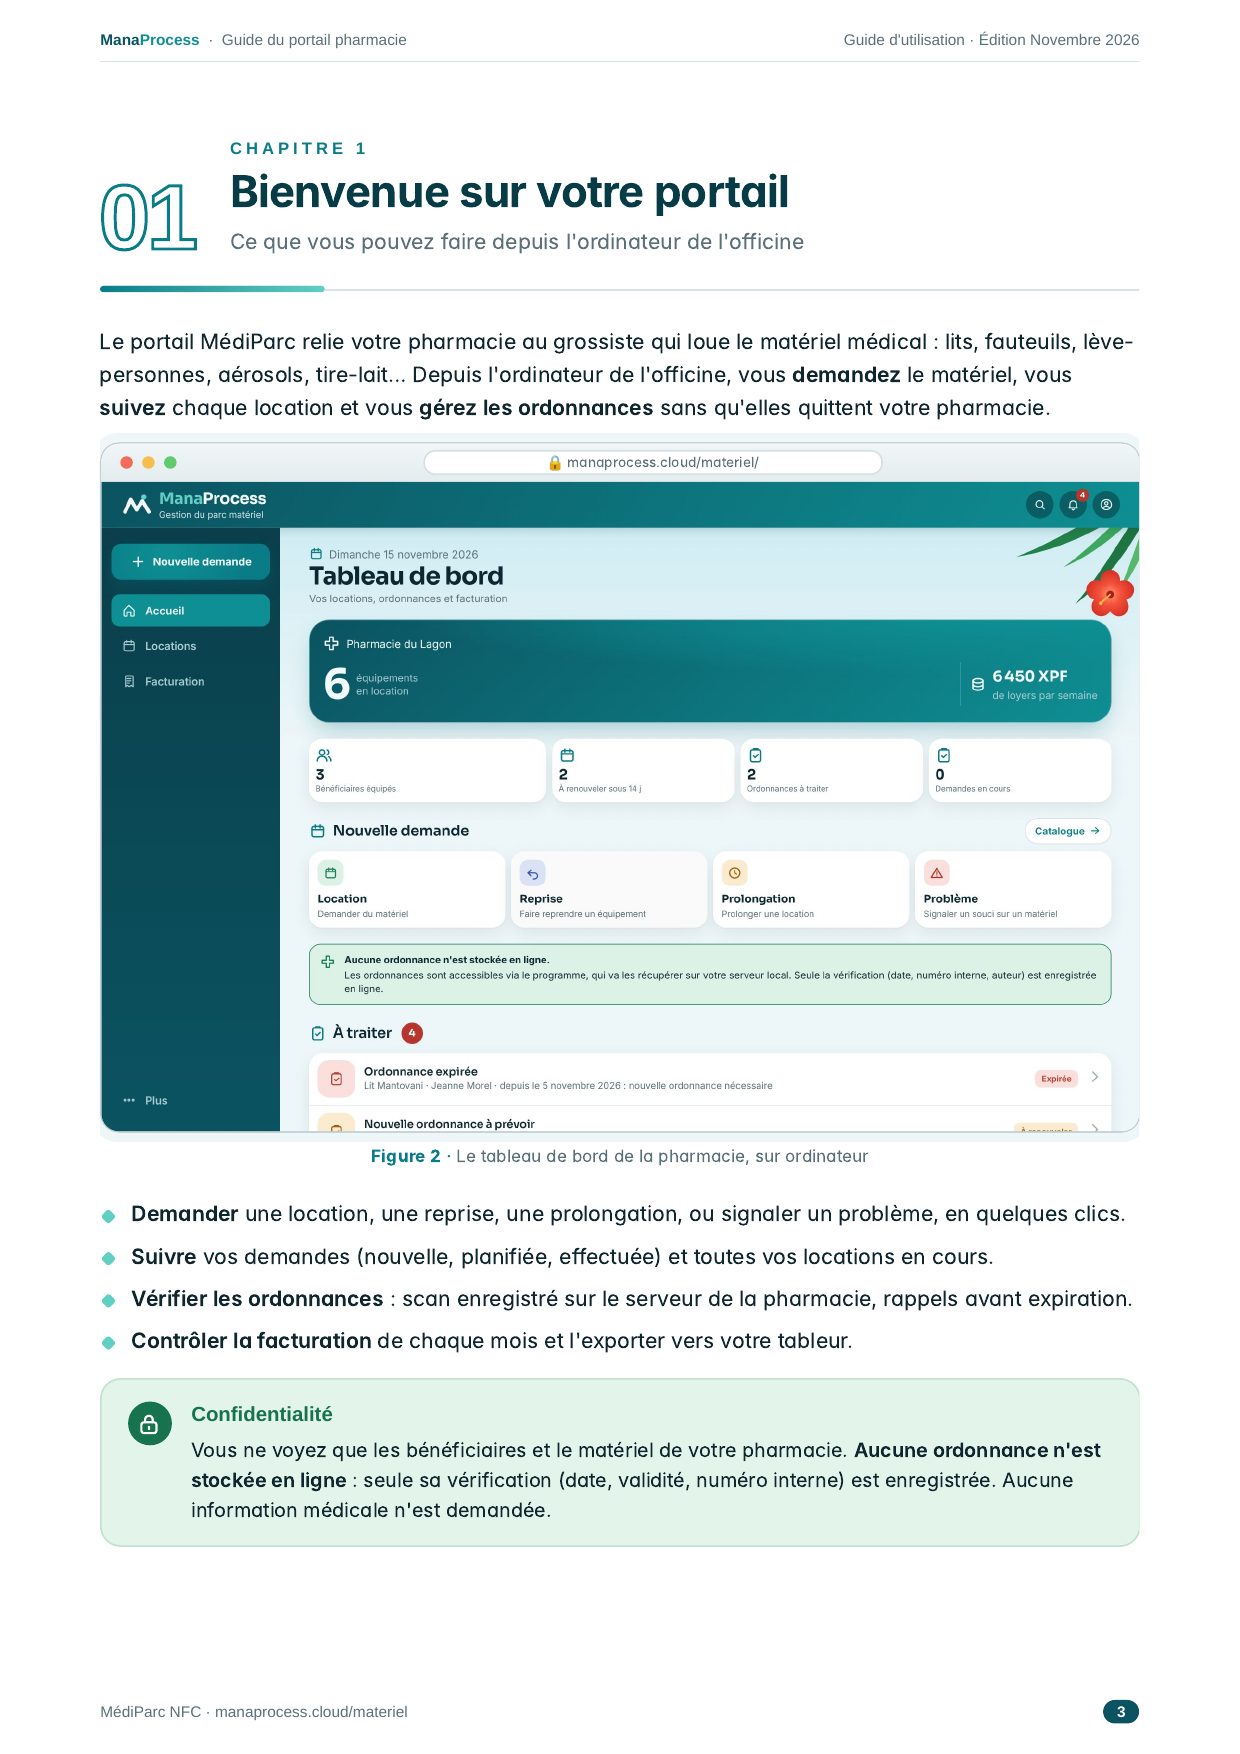 ManaProcess · Guide du portail pharmacie
Guide d'utilisation · Édition Novembre 2026
CHAPITRE 1
01
Bienvenue sur votre portail
Ce que vous pouvez faire depuis l'ordinateur de l'officine
Le portail MédiParc relie votre pharmacie au grossiste qui loue le matériel médical : lits, fauteuils, lève-
personnes, aérosols, tire-lait... Depuis l'ordinateur de l'officine, vous demandez le matériel, vous
suivez chaque location et vous gérez les ordonnances sans qu'elles quittent votre pharmacie.
manaprocess.cloud/materiel/
ManaProcess
Gestion du parc matériel
4
Nouvelle demande
Accueil
Locations
Facturation
Plus
Dimanche 15 novembre 2026
Tableau de bord
Vos locations, ordonnances et facturation
Pharmacie du Lagon
6 équipements
en location
6 450 XPF
de loyers par semaine
3
Bénéficiaires équipés
2
À renouveler sous 14 j
2
Ordonnances à traiter
0
Demandes en cours
Nouvelle demande
Catalogue →
Location
Demander du matériel
Reprise
Faire reprendre un équipement
Prolongation
Prolonger une location
Problème
Signaler un souci sur un matériel
Aucune ordonnance n'est stockée en ligne.
Les ordonnances sont accessibles via le programme, qui va les récupérer sur votre serveur local. Seule la vérification (date, numéro interne, auteur) est enregistrée
en ligne.
À traiter 4
Ordonnance expirée
Lit Mantovani · Jeanne Morel · depuis le 5 novembre 2026 : nouvelle ordonnance nécessaire
Expirée
Nouvelle ordonnance à prévoir
À renouveler
Figure 2 · Le tableau de bord de la pharmacie, sur ordinateur
Demander une location, une reprise, une prolongation, ou signaler un problème, en quelques clics.
Suivre vos demandes (nouvelle, planifiée, effectuée) et toutes vos locations en cours.
Vérifier les ordonnances : scan enregistré sur le serveur de la pharmacie, rappels avant expiration.
Contrôler la facturation de chaque mois et l'exporter vers votre tableur.
Confidentialité
Vous ne voyez que les bénéficiaires et le matériel de votre pharmacie. Aucune ordonnance n'est
stockée en ligne : seule sa vérification (date, validité, numéro interne) est enregistrée. Aucune
information médicale n'est demandée.
MédiParc NFC · manaprocess.cloud/materiel
3